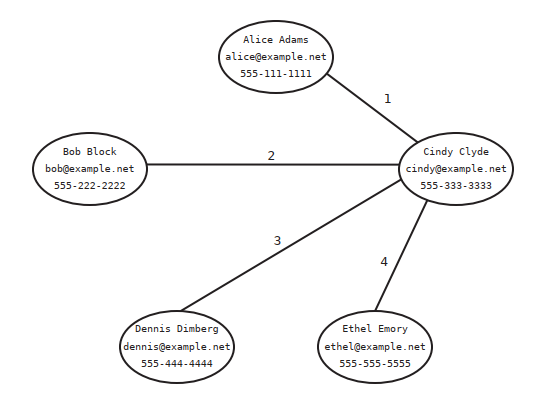 Alice Adams
alice@example.net
555-111-1111
1
Bob Block
bob@example.net
555-222-2222
2
Cindy Clyde
cindy@example.net
555-333-3333
3
4
Dennis Dimberg
dennis@example.net
555-444-4444
Ethel Emory
ethel@example.net
555-555-5555